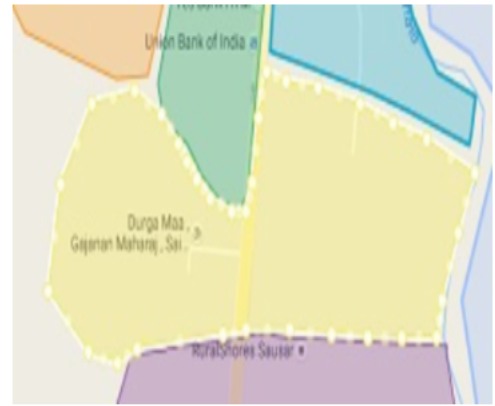 Union Bank of India
Durga Maa,
Gajanan Maharaj, Sai..
RuralShores Sausar